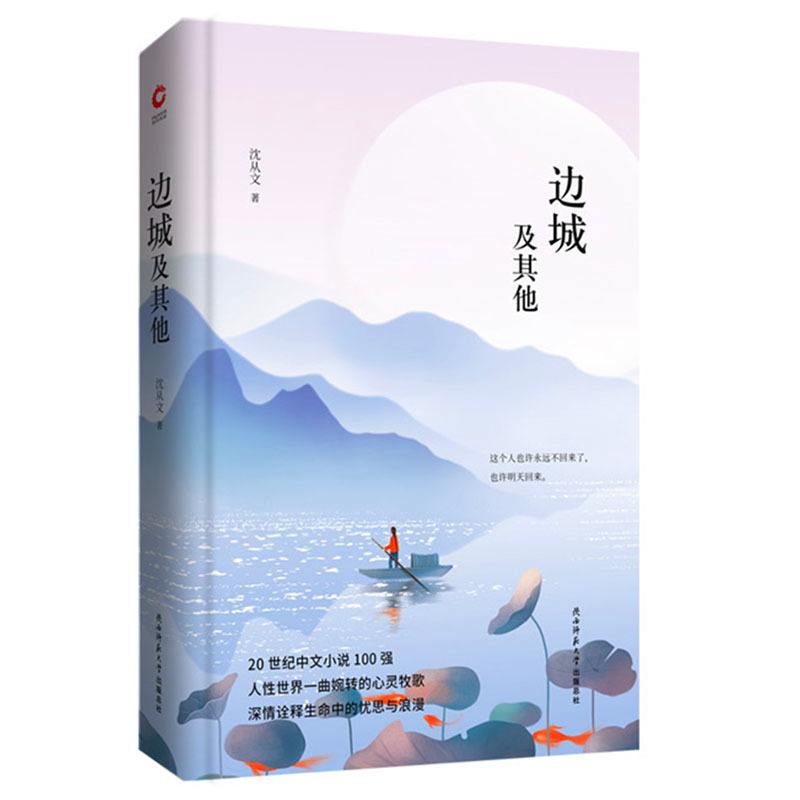 边城
及其他
沈从文 著
边城及其他
沈从文 著
这个人也许永远不回来了，
也许明天回来。
20世纪中文小说100强
人性世界一曲婉转的心灵牧歌
深情诠释生命中的忧思与浪漫
陕西师范大学出版总社